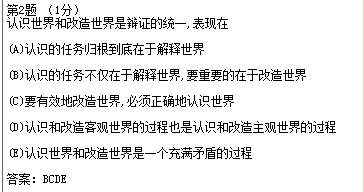 第2题 （1分）
认识世界和改造世界是辩证的统一,表现在
(A)认识的任务归根到底在于解释世界
(B)认识的任务不仅在于解释世界,更重要的在于改造世界
(C)要有效地改造世界,必须正确地认识世界
(D)认识和改造客观世界的过程也是认识和改造主观世界的过程
(E)认识世界和改造世界是一个充满矛盾的过程
答案: BCDE